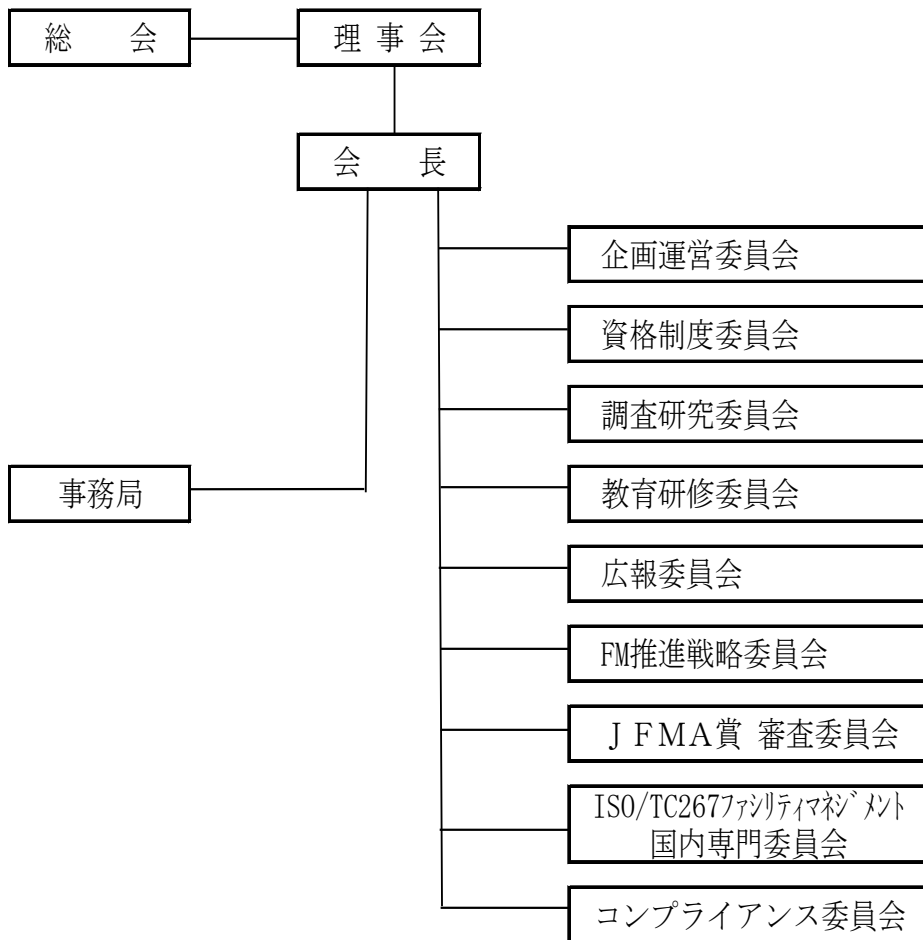 総　会
理 事 会
会　長
企画運営委員会
資格制度委員会
調査研究委員会
事務局
教育研修委員会
広報委員会
FM推進戦略委員会
ＪＦＭＡ賞 審査委員会
ISO/TC267ﾌｧｼﾘﾃｨﾏﾈｼﾞﾒﾝﾄ
国内専門委員会
コンプライアンス委員会